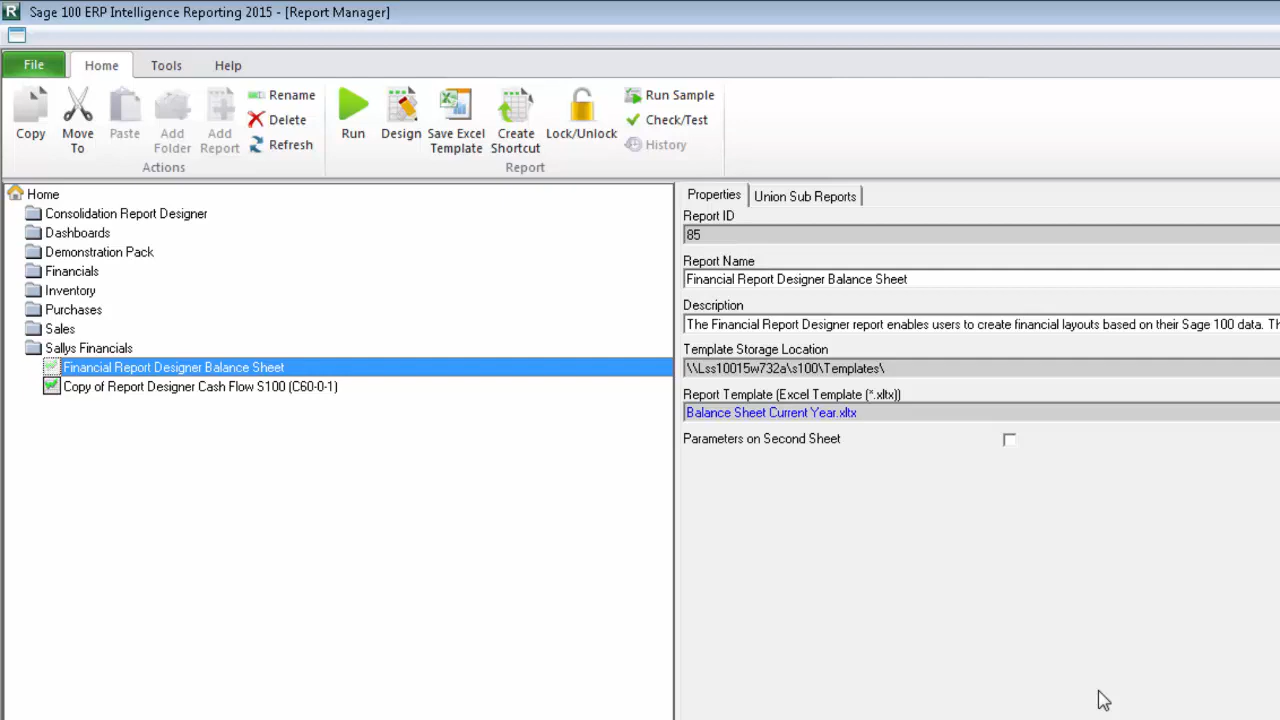 Sage 100 ERP Intelligence Reporting 2015 - [Report Manager]
File Home Tools Help
Copy Move To Paste Add Folder Add Report Rename Delete Refresh
Actions
Run Design Save Excel Template Create Shortcut Lock/Unlock Run Sample Check/Test History
Report
Home
Consolidation Report Designer
Dashboards
Demonstration Pack
Financials
Inventory
Purchases
Sales
Sallys Financials
Financial Report Designer Balance Sheet
Copy of Report Designer Cash Flow S100 (C60-0-1)
Properties Union Sub Reports
Report ID
85
Report Name
Financial Report Designer Balance Sheet
Description
The Financial Report Designer report enables users to create financial layouts based on their Sage 100 data. Th
Template Storage Location
\\Lss10015w732a\s100\Templates\
Report Template (Excel Template (*.xltx))
Balance Sheet Current Year.xltx
Parameters on Second Sheet